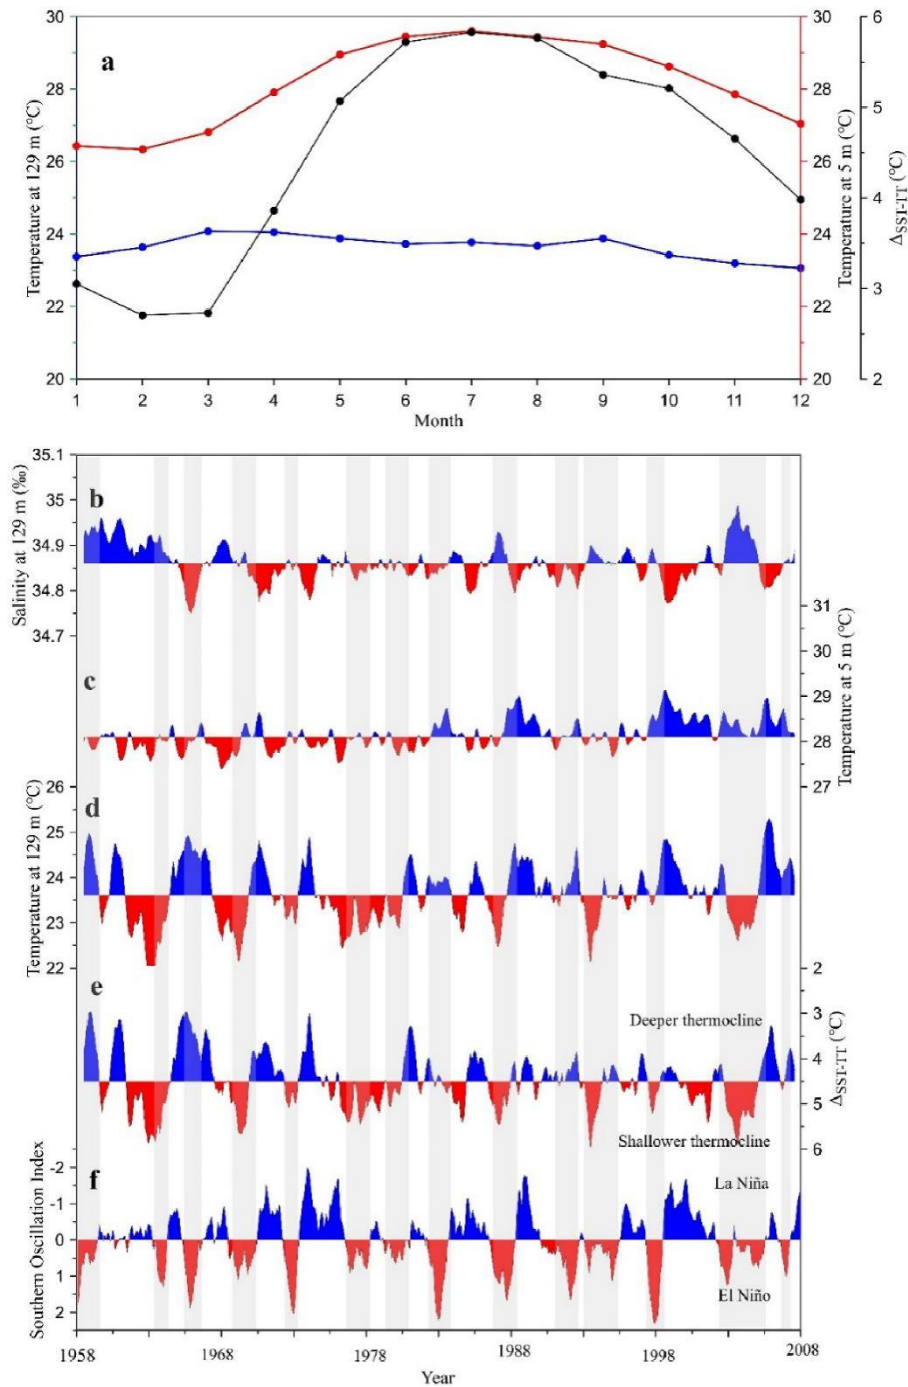 a
Temperature at 129 m (°C)
30
28
26
24
22
20
30
28
26
24
22
20
Temperature at 5 m (°C)
6
5
4
3
2
ΔSST-TT (°C)
1 2 3 4 5 6 7 8 9 10 11 12
Month
b
Salinity at 129 m (‰)
35.1
35
34.9
34.8
34.7
c
31
30
29
28
27
Temperature at 5 m (°C)
d
Temperature at 129 m (°C)
26
25
24
23
22
e
2
3
4
5
6
ΔSST-TT (°C)
Deeper thermocline
Shallower thermocline
f
Southern Oscillation Index
-2
-1
0
1
2
La Niña
El Niño
1958 1968 1978 1988 1998 2008
Year